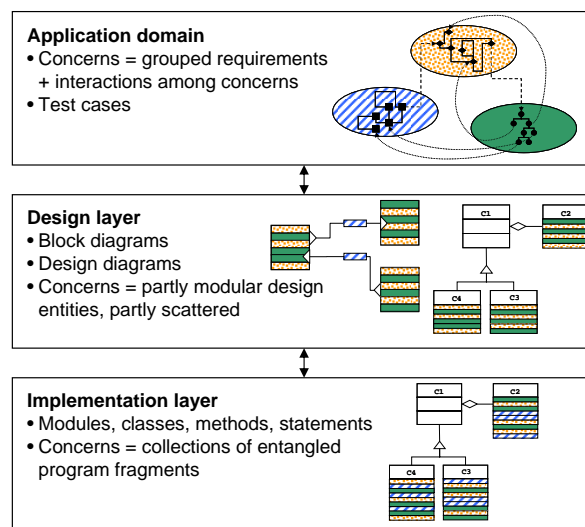 Application domain
• Concerns = grouped requirements
+ interactions among concerns
• Test cases
Design layer
• Block diagrams
• Design diagrams
• Concerns = partly modular design
entities, partly scattered
C1
C2
C4
C3
Implementation layer
• Modules, classes, methods, statements
• Concerns = collections of entangled
program fragments
C1
C2
C4
C3